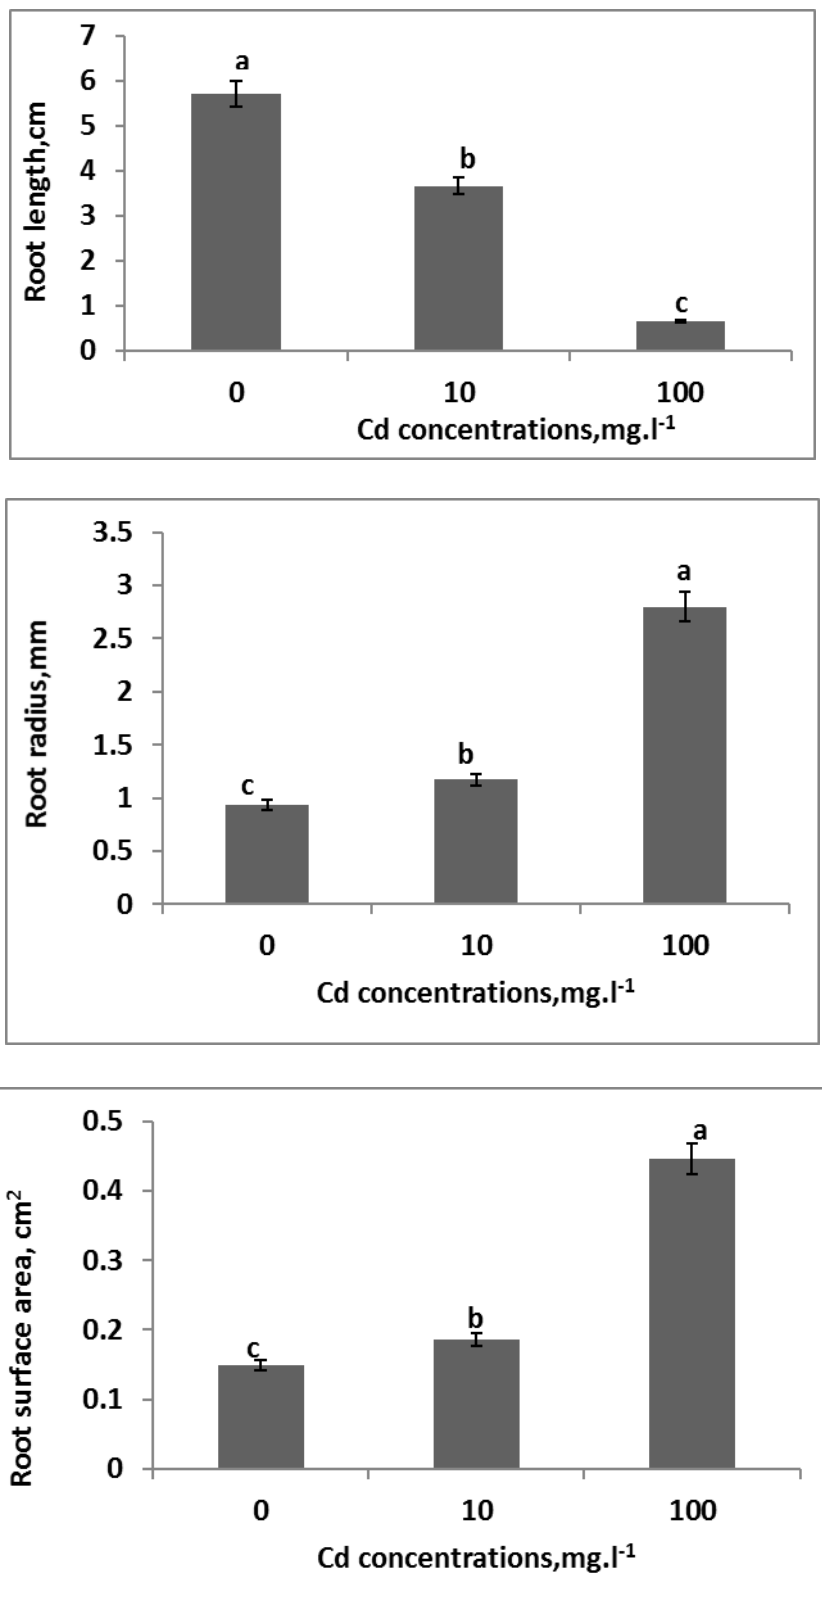 7
6
5
4
3
2
1
0
Root length,cm
a
b
c
0 10 100
Cd concentrations,mg.l-1
3.5
3
2.5
2
1.5
1
0.5
0
Root radius,mm
c
b
a
0 10 100
Cd concentrations,mg.l-1
0.5
0.4
0.3
0.2
0.1
0
Root surface area, cm2
c
b
a
0 10 100
Cd concentrations,mg.l-1